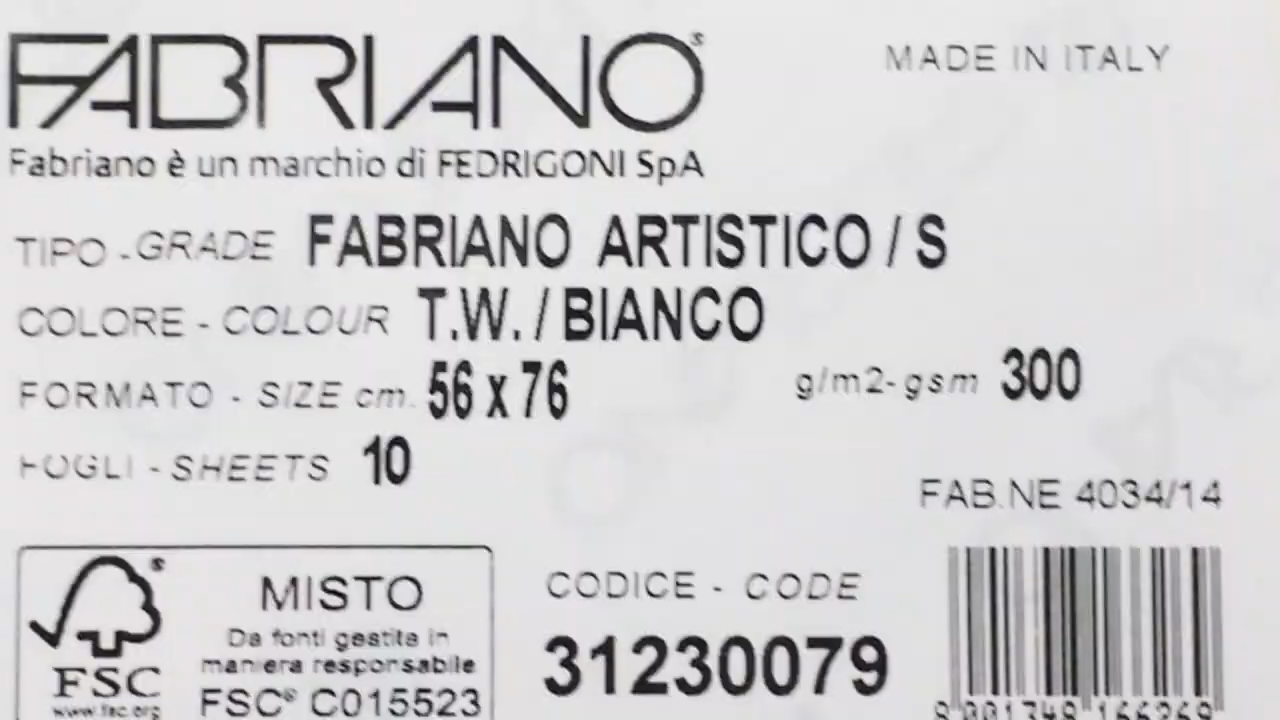 FABRIANO s
MADE IN ITALY
Fabriano è un marchio di FEDRIGONI SpA
TIPO - GRADE FABRIANO ARTISTICO / S
COLORE - COLOUR T.W. / BIANCO
FORMATO - SIZE cm. 56 x 76 g/m2- gsm 300
FOGLI - SHEETS 10
FAB.NE 4034/14
MISTO
Da fonti gestite in
maniera responsabile
FSC® C015523
FSC
www.fsc.org
CODICE - CODE
31230079